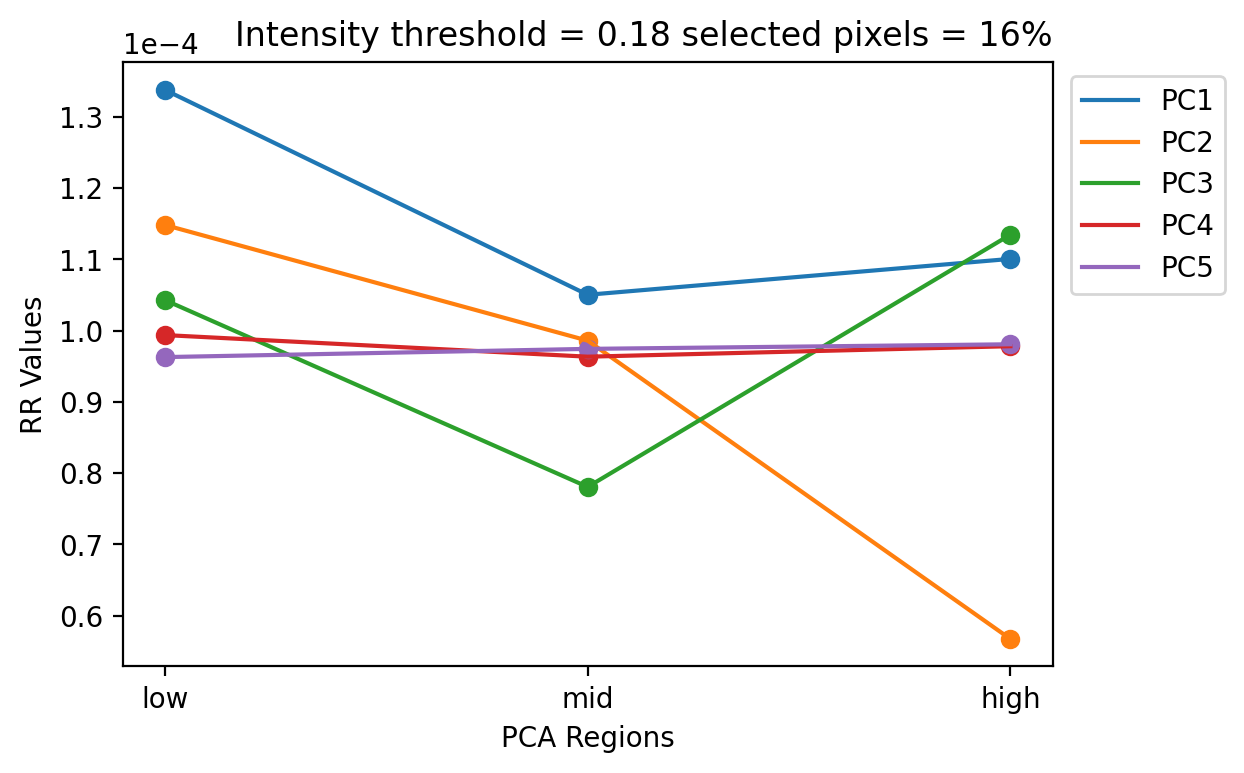 Intensity threshold = 0.18 selected pixels = 16%
1e−4
1.3
1.2
1.1
1.0
0.9
0.8
0.7
0.6
RR Values
low
mid
high
PCA Regions
PC1
PC2
PC3
PC4
PC5